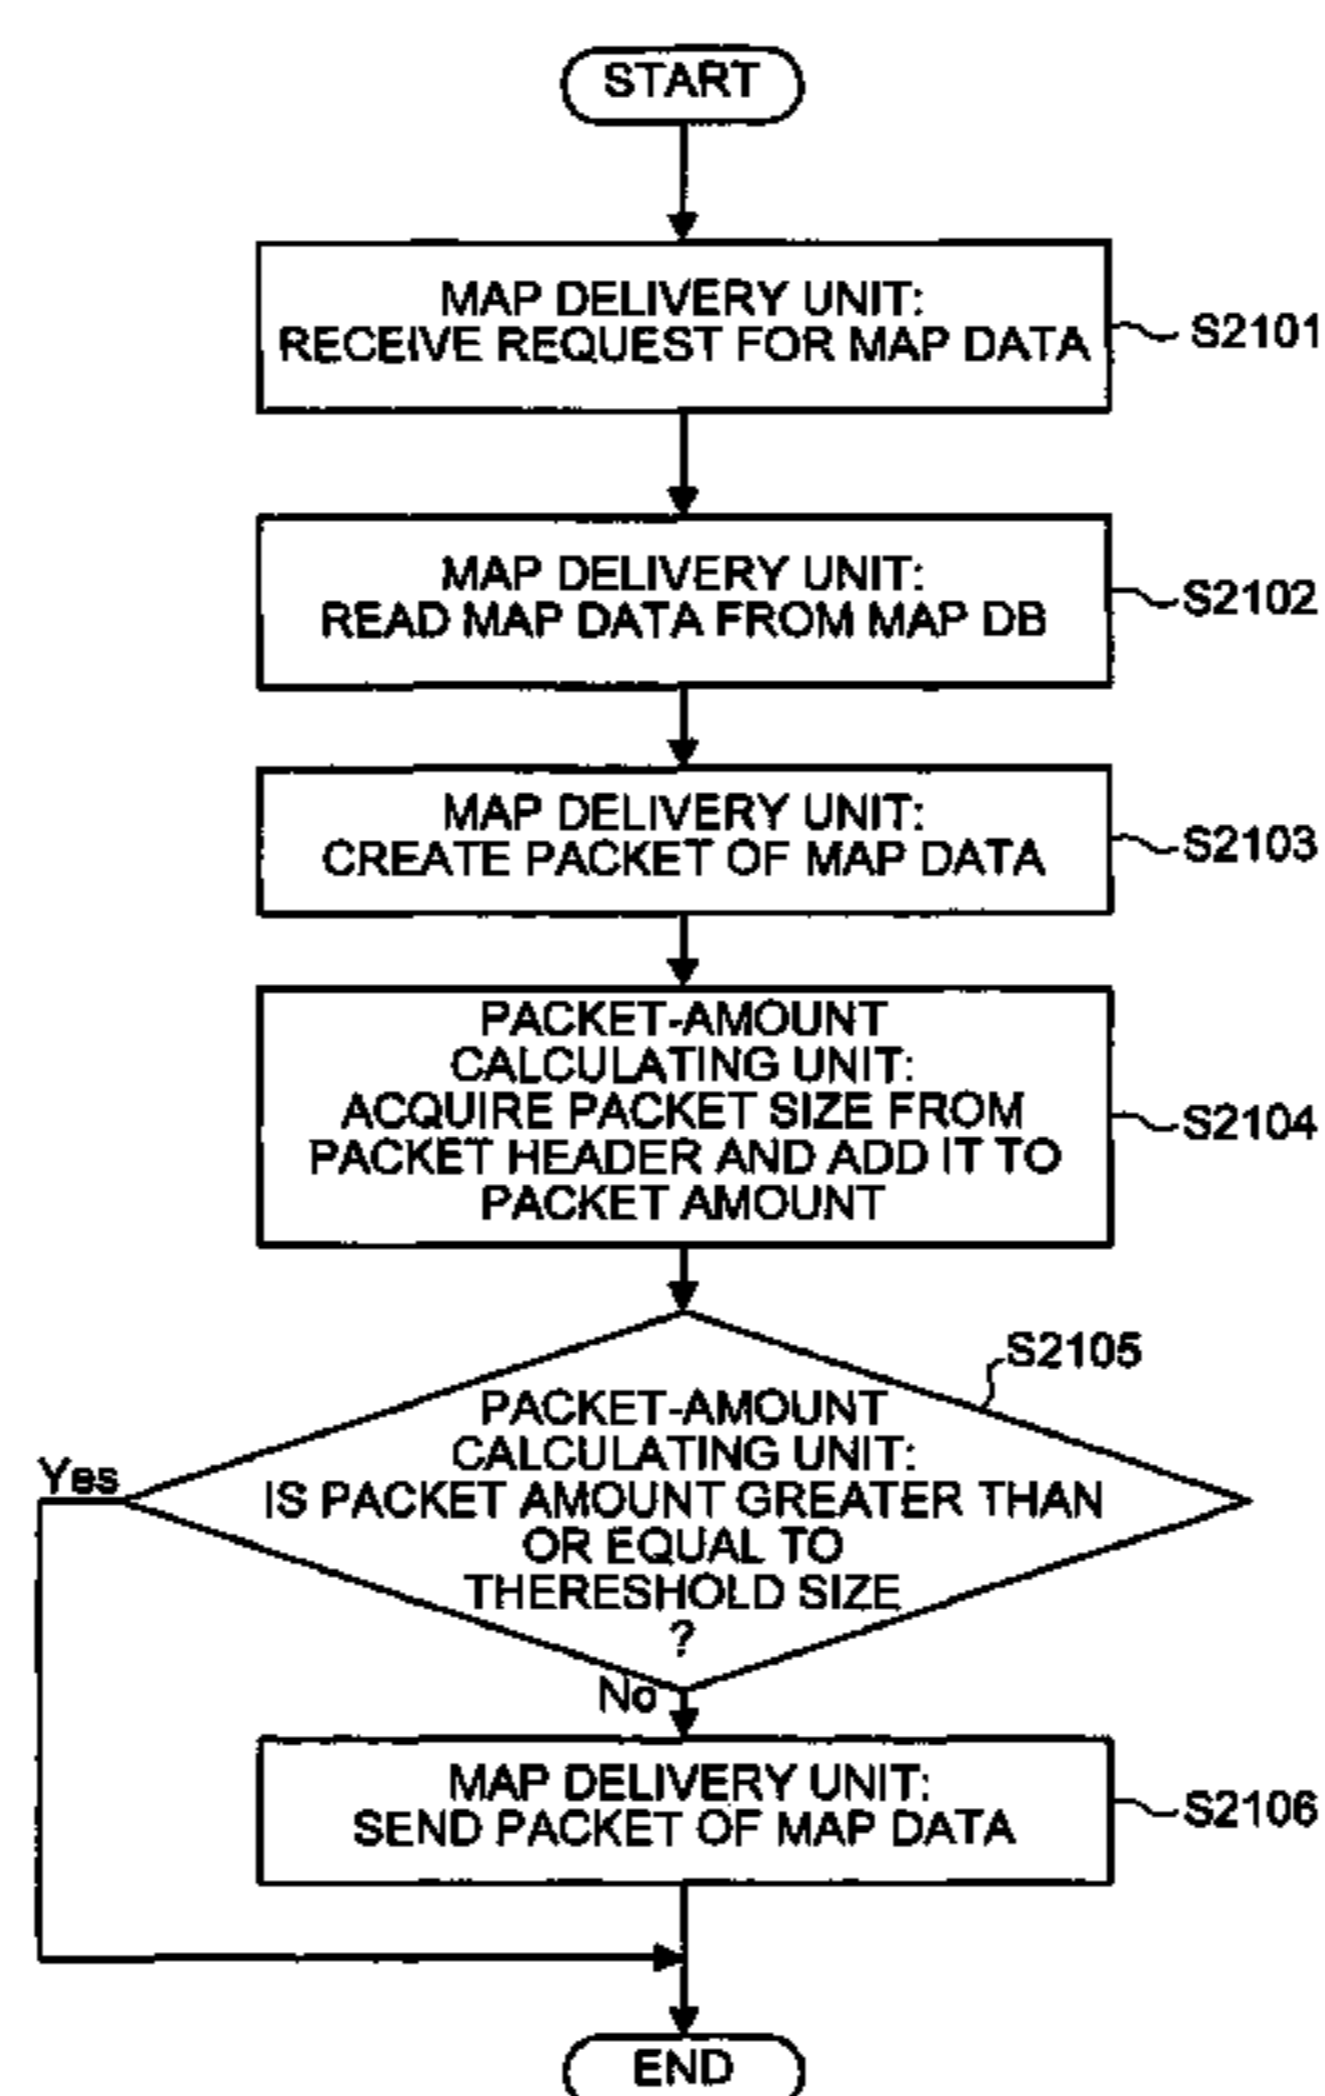 START
MAP DELIVERY UNIT:
RECEIVE REQUEST FOR MAP DATA
S2101
MAP DELIVERY UNIT:
READ MAP DATA FROM MAP DB
S2102
MAP DELIVERY UNIT:
CREATE PACKET OF MAP DATA
S2103
PACKET-AMOUNT
CALCULATING UNIT:
ACQUIRE PACKET SIZE FROM
PACKET HEADER AND ADD IT TO
PACKET AMOUNT
S2104
S2105
PACKET-AMOUNT
CALCULATING UNIT:
IS PACKET AMOUNT GREATER THAN
OR EQUAL TO
THERESHOLD SIZE
?
Yes
No
MAP DELIVERY UNIT:
SEND PACKET OF MAP DATA
S2106
END